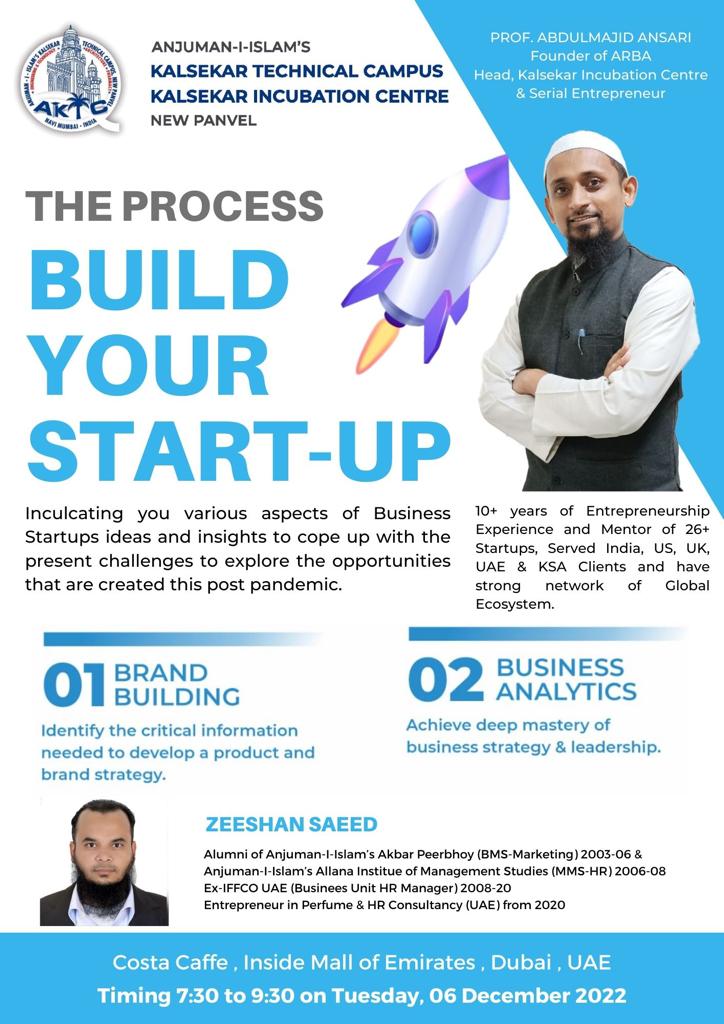 ANJUMAN-I-ISLAM'S
KALSEKAR TECHNICAL CAMPUS
KALSEKAR INCUBATION CENTRE
NEW PANVEL
AKTC
NAVI MUMBAI - INDIA
PROF. ABDULMAJID ANSARI
Founder of ARBA
Head, Kalsekar Incubation Centre
& Serial Entrepreneur
THE PROCESS
BUILD
YOUR
START-UP
Inculcating you various aspects of Business
Startups ideas and insights to cope up with the
present challenges to explore the opportunities
that are created this post pandemic.
10+ years of Entrepreneurship
Experience and Mentor of 26+
Startups, Served India, US, UK,
UAE & KSA Clients and have
strong network of Global
Ecosystem.
01 BRAND
BUILDING
Identify the critical information
needed to develop a product and
brand strategy.
02 BUSINESS
ANALYTICS
Achieve deep mastery of
business strategy & leadership.
ZEESHAN SAEED
Alumni of Anjuman-I-Islam's Akbar Peerbhoy (BMS-Marketing) 2003-06 &
Anjuman-I-Islam's Allana Institue of Management Studies (MMS-HR) 2006-08
Ex-IFFCO UAE (Businees Unit HR Manager) 2008-20
Entrepreneur in Perfume & HR Consultancy (UAE) from 2020
Costa Caffe , Inside Mall of Emirates , Dubai , UAE
Timing 7:30 to 9:30 on Tuesday, 06 December 2022